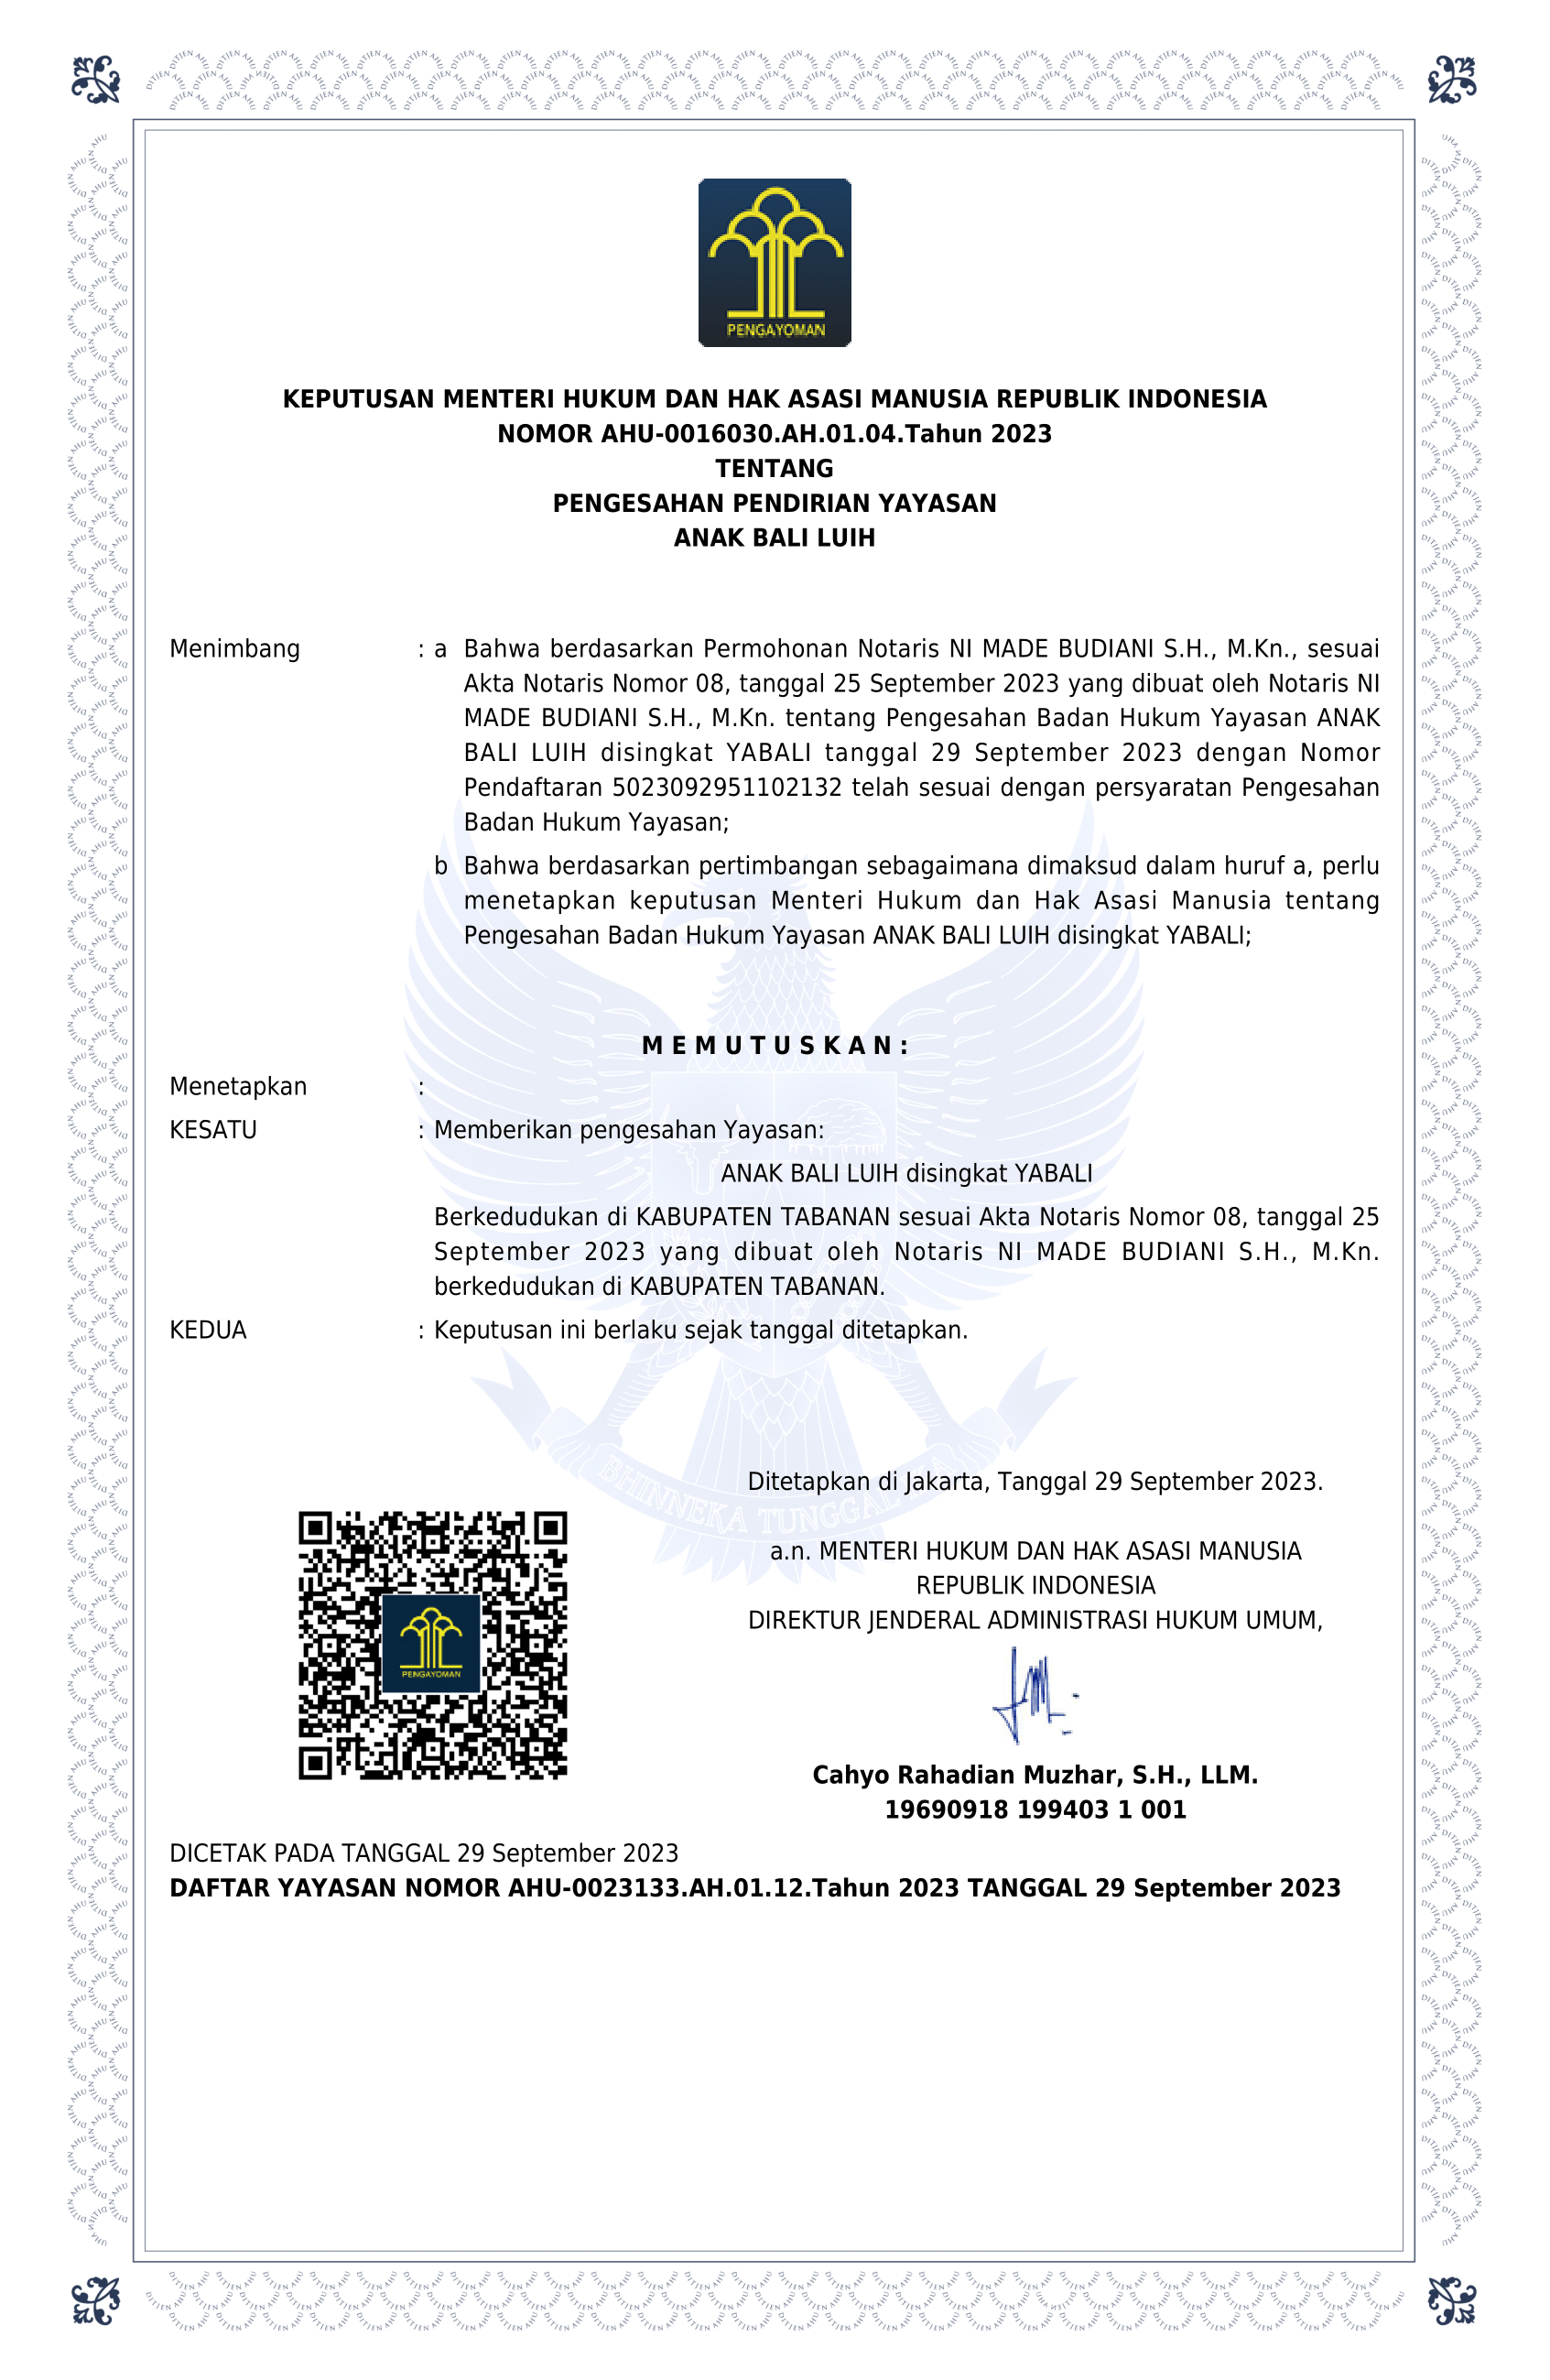 PENGAYOMAN
KEPUTUSAN MENTERI HUKUM DAN HAK ASASI MANUSIA REPUBLIK INDONESIA
NOMOR AHU-0016030.AH.01.04.Tahun 2023
TENTANG
PENGESAHAN PENDIRIAN YAYASAN
ANAK BALI LUIH
Menimbang : a Bahwa berdasarkan Permohonan Notaris NI MADE BUDIANI S.H., M.Kn., sesuai
Akta Notaris Nomor 08, tanggal 25 September 2023 yang dibuat oleh Notaris NI
MADE BUDIANI S.H., M.Kn. tentang Pengesahan Badan Hukum Yayasan ANAK
BALI LUIH disingkat YABALI tanggal 29 September 2023 dengan Nomor
Pendaftaran 5023092951102132 telah sesuai dengan persyaratan Pengesahan
Badan Hukum Yayasan;
b Bahwa berdasarkan pertimbangan sebagaimana dimaksud dalam huruf a, perlu
menetapkan keputusan Menteri Hukum dan Hak Asasi Manusia tentang
Pengesahan Badan Hukum Yayasan ANAK BALI LUIH disingkat YABALI;
M E M U T U S K A N :
Menetapkan :
KESATU : Memberikan pengesahan Yayasan:
ANAK BALI LUIH disingkat YABALI
Berkedudukan di KABUPATEN TABANAN sesuai Akta Notaris Nomor 08, tanggal 25
September 2023 yang dibuat oleh Notaris NI MADE BUDIANI S.H., M.Kn.
berkedudukan di KABUPATEN TABANAN.
KEDUA : Keputusan ini berlaku sejak tanggal ditetapkan.
BHINNEKA TUNGGAL IKA
Ditetapkan di Jakarta, Tanggal 29 September 2023.
a.n. MENTERI HUKUM DAN HAK ASASI MANUSIA
REPUBLIK INDONESIA
DIREKTUR JENDERAL ADMINISTRASI HUKUM UMUM,
PENGAYOMAN
Cahyo Rahadian Muzhar, S.H., LLM.
19690918 199403 1 001
DICETAK PADA TANGGAL 29 September 2023
DAFTAR YAYASAN NOMOR AHU-0023133.AH.01.12.Tahun 2023 TANGGAL 29 September 2023